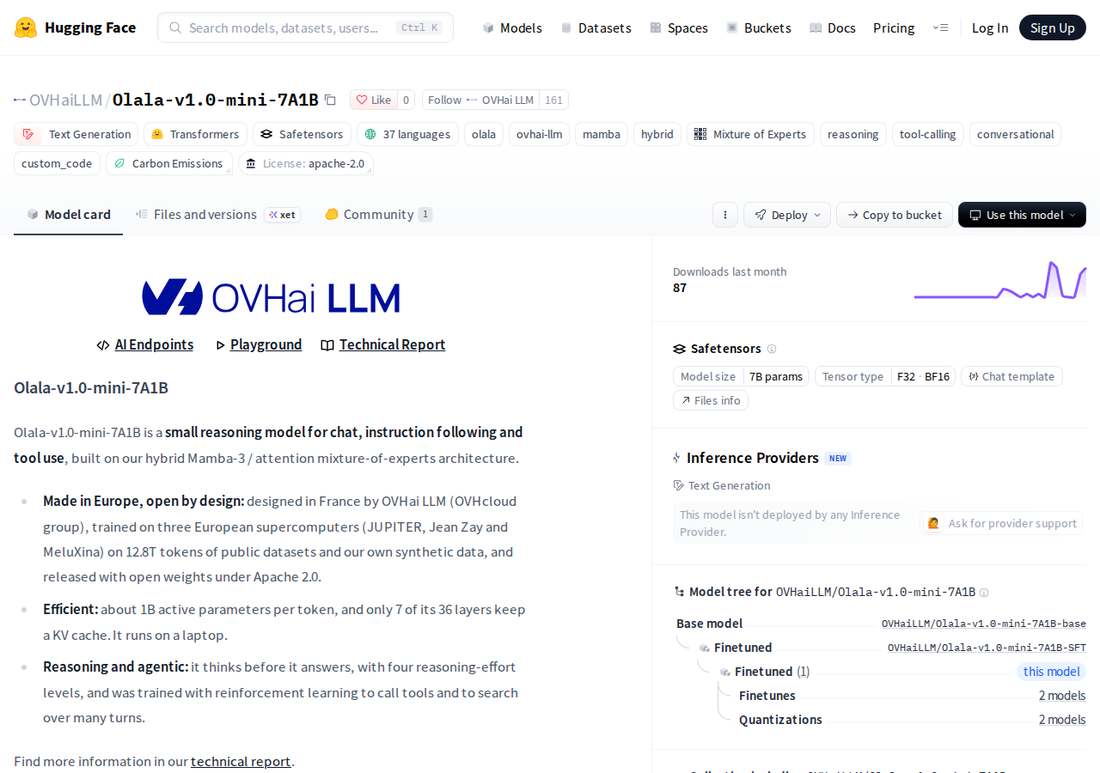 Hugging Face
Search models, datasets, users... Ctrl K
Models Datasets Spaces Buckets Docs Pricing Log In Sign Up
OVHaiLLM/Olala-v1.0-mini-7A1B Like 0 Follow OVHai LLM 161
Text Generation Transformers Safetensors 37 languages olala ovhai-llm mamba hybrid Mixture of Experts reasoning tool-calling conversational
custom_code Carbon Emissions License: apache-2.0
Model card Files and versions xet Community 1 Deploy Copy to bucket Use this model
OVHai LLM
AI Endpoints Playground Technical Report
Olala-v1.0-mini-7A1B
Olala-v1.0-mini-7A1B is a small reasoning model for chat, instruction following and
tool use, built on our hybrid Mamba-3 / attention mixture-of-experts architecture.
Made in Europe, open by design: designed in France by OVHai LLM (OVHcloud
group), trained on three European supercomputers (JUPITER, Jean Zay and
MeluXina) on 12.8T tokens of public datasets and our own synthetic data, and
released with open weights under Apache 2.0.
Efficient: about 1B active parameters per token, and only 7 of its 36 layers keep
a KV cache. It runs on a laptop.
Reasoning and agentic: it thinks before it answers, with four reasoning-effort
levels, and was trained with reinforcement learning to call tools and to search
over many turns.
Find more information in our technical report.
Downloads last month
87
Safetensors
Model size 7B params Tensor type F32 · BF16 Chat template
Files info
Inference Providers NEW
Text Generation
This model isn't deployed by any Inference
Provider.
Ask for provider support
Model tree for OVHaiLLM/Olala-v1.0-mini-7A1B
Base model OVHaiLLM/Olala-v1.0-mini-7A1B-base
Finetuned OVHaiLLM/Olala-v1.0-mini-7A1B-SFT
Finetuned (1) this model
Finetunes 2 models
Quantizations 2 models